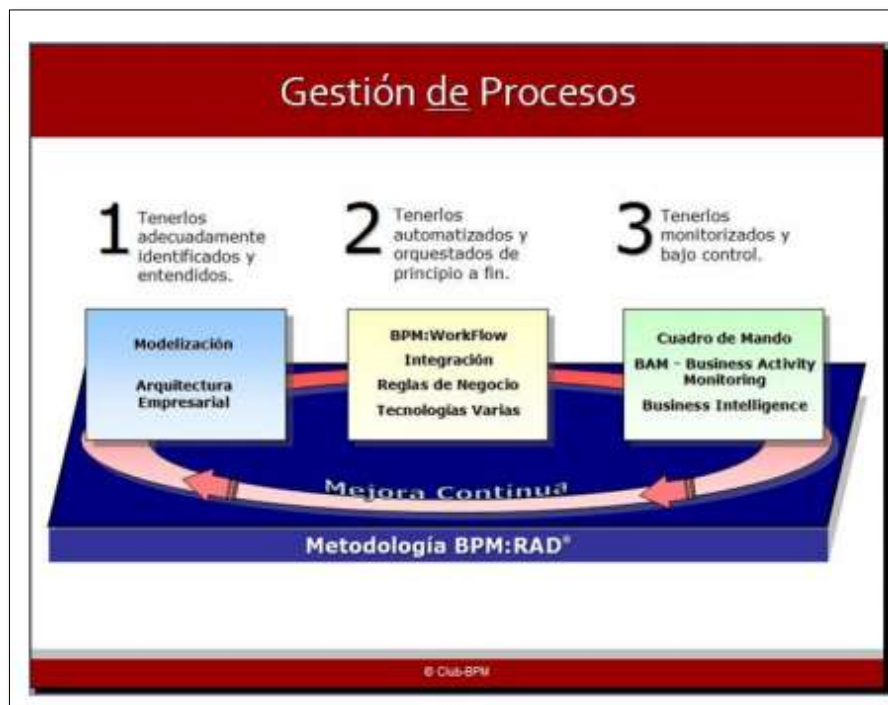 Gestión de Procesos
1
Tenerlos
adecuadamente
identificados y
entendidos.
2
Tenerlos
automatizados y
orquestados de
principio a fin.
3
Tenerlos
monitorizados y
bajo control.
Modelización
Arquitectura
Empresarial
BPM:WorkFlow
Integración
Reglas de Negocio
Tecnologías Varias
Cuadro de Mando
BAM - Business Activity
Monitoring
Business Intelligence
Mejora Continua
Metodología BPM:RAD®
© Club-BPM